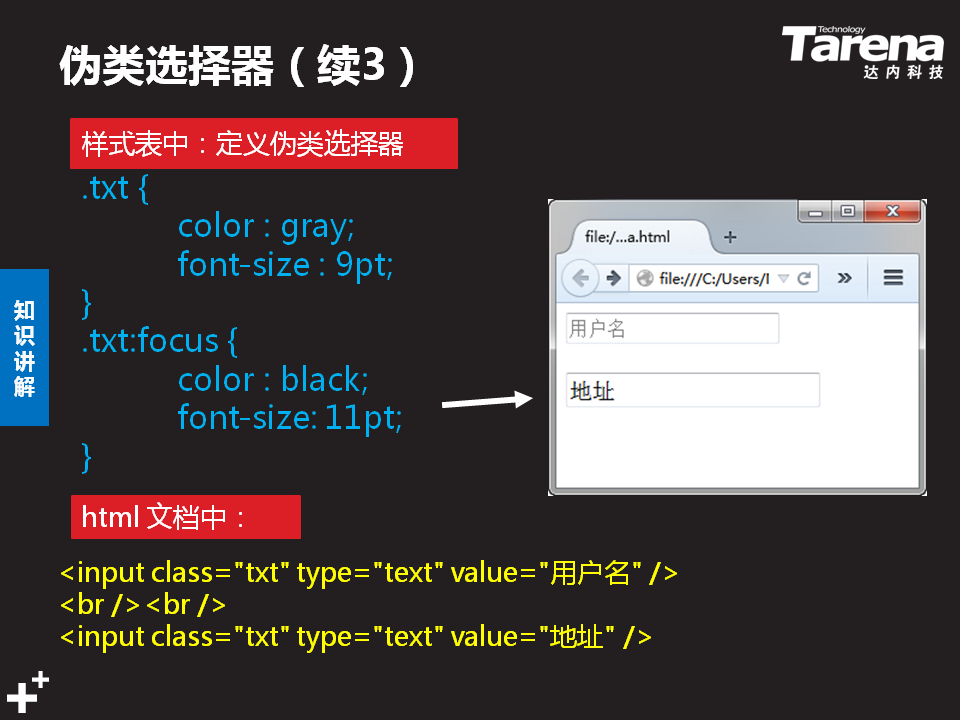 伪类选择器（续3）
Technology
Tarena
达内科技
样式表中：定义伪类选择器
.txt {
color : gray;
font-size : 9pt;
}
.txt:focus {
color : black;
font-size: 11pt;
}
知识讲解
file:/...a.html
file:///C:/Users/I
用户名
地址
html 文档中：
<input class="txt" type="text" value="用户名" />
<br /><br />
<input class="txt" type="text" value="地址" />